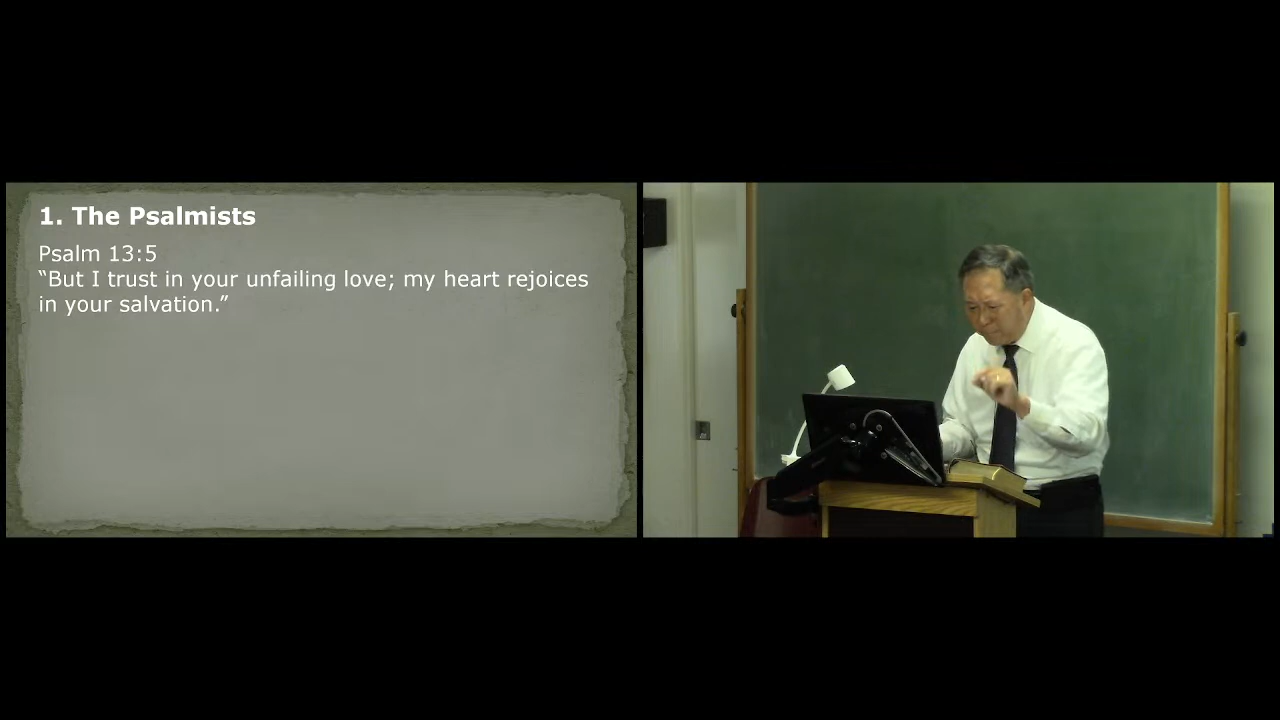 1. The Psalmists
Psalm 13:5
“But I trust in your unfailing love; my heart rejoices
in your salvation.”